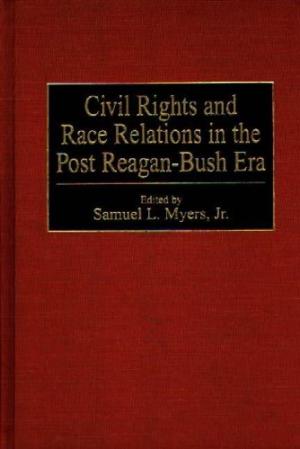 Civil Rights and
Race Relations in the
Post Reagan-Bush Era
Edited by
Samuel L. Myers, Jr.